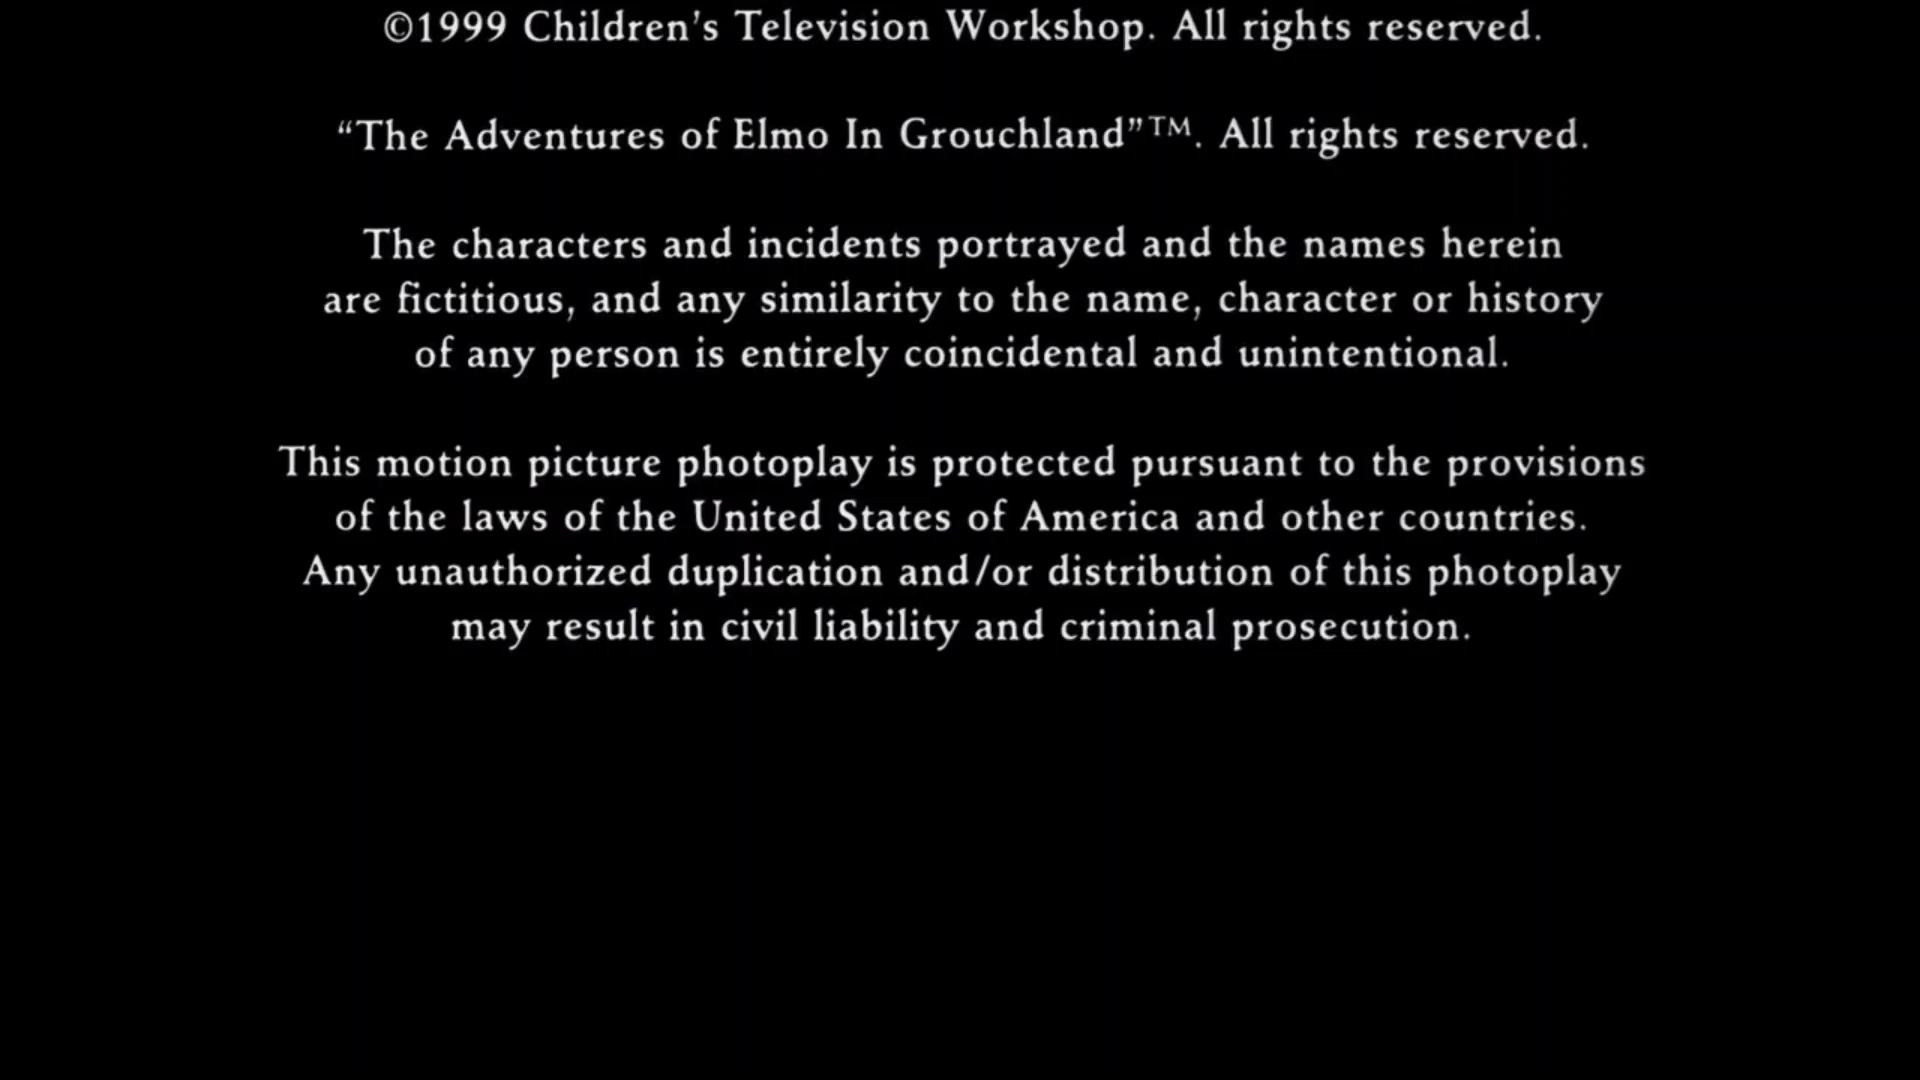 ©1999 Children's Television Workshop. All rights reserved.
“The Adventures of Elmo In Grouchland”™. All rights reserved.
The characters and incidents portrayed and the names herein
are fictitious, and any similarity to the name, character or history
of any person is entirely coincidental and unintentional.
This motion picture photoplay is protected pursuant to the provisions
of the laws of the United States of America and other countries.
Any unauthorized duplication and/or distribution of this photoplay
may result in civil liability and criminal prosecution.